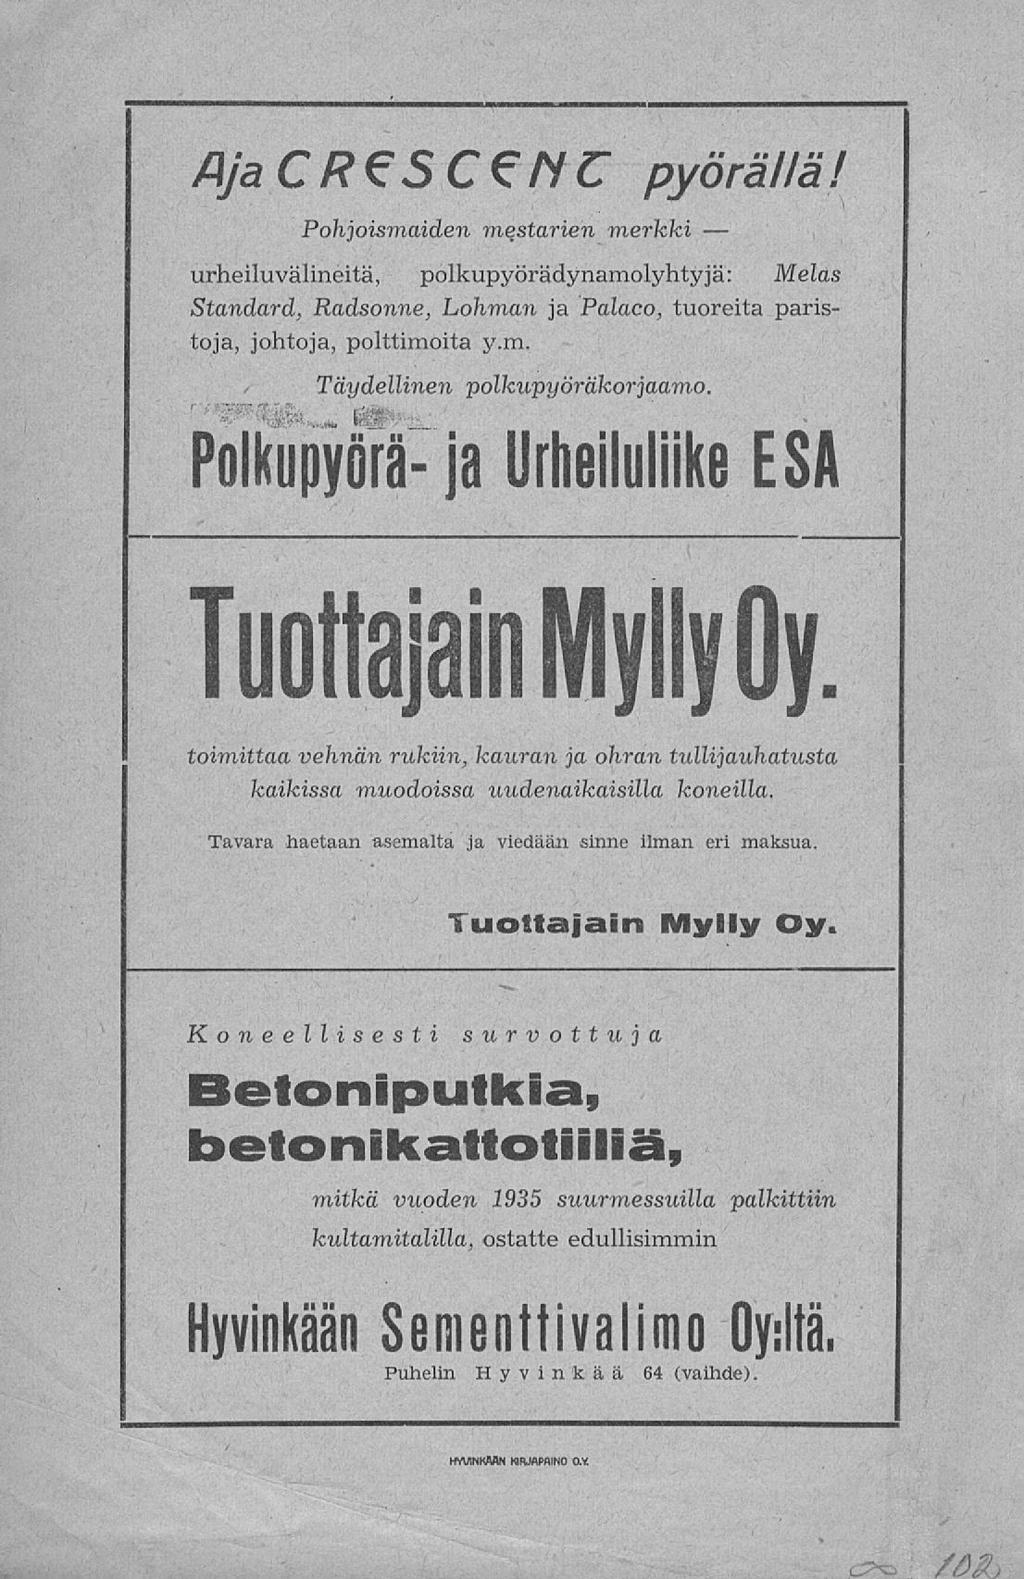 Aja CRESCENT pyörällä!
Pohjoismaiden mestarien merkki —
urheiluvälineitä, polkupyörädynamolyhtyjä: Melas
Standard, Radsonne, Lohman ja Palaco, tuoreita paris-
toja, johtoja, polttimoita y.m.
Täydellinen polkupyöräkorjaamo.
Polkupyörä- ja Urheiluliike ESA
Tuottajain Mylly Oy.
toimittaa vehnän rukiin, kauran ja ohran tullijauhatusta
kaikissa muodoissa uudenaikaisilla koneilla.
Tavara haetaan asemalta ja viedään sinne ilman eri maksua.
Tuottajain Mylly Oy.
Koneellisesti survottuja
Betoniputkia,
betonikattotiiliä,
mitkä vuoden 1935 suurmessuilla palkittiin
kultamitalilla, ostatte edullisimmin
Hyvinkään Sementtivalimo Oy:ltä.
Puhelin Hyvinkää 64 (vaihde).
HYVINKÄÄN KIRJAPAINO O.Y.
102